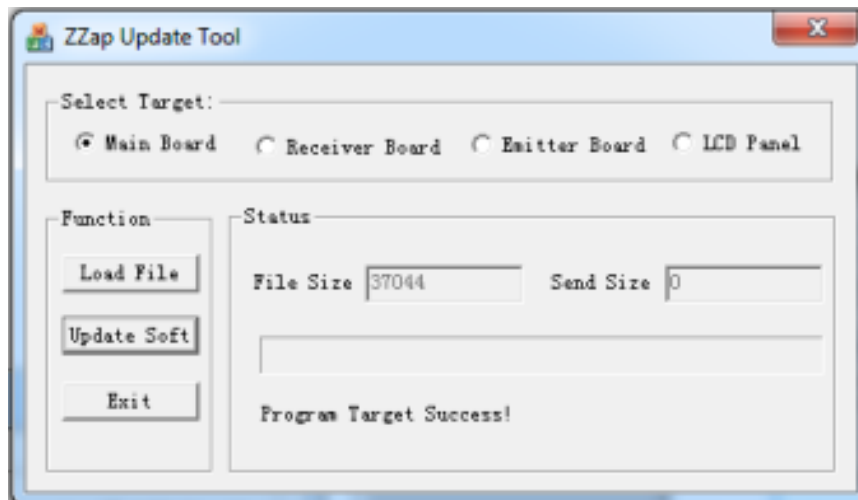 ZZap Update Tool
Select Target:
Main Board
Receiver Board
Emitter Board
LCD Panel
Function
Load File
Update Soft
Exit
Status
File Size 37044
Send Size 0
Program Target Success!